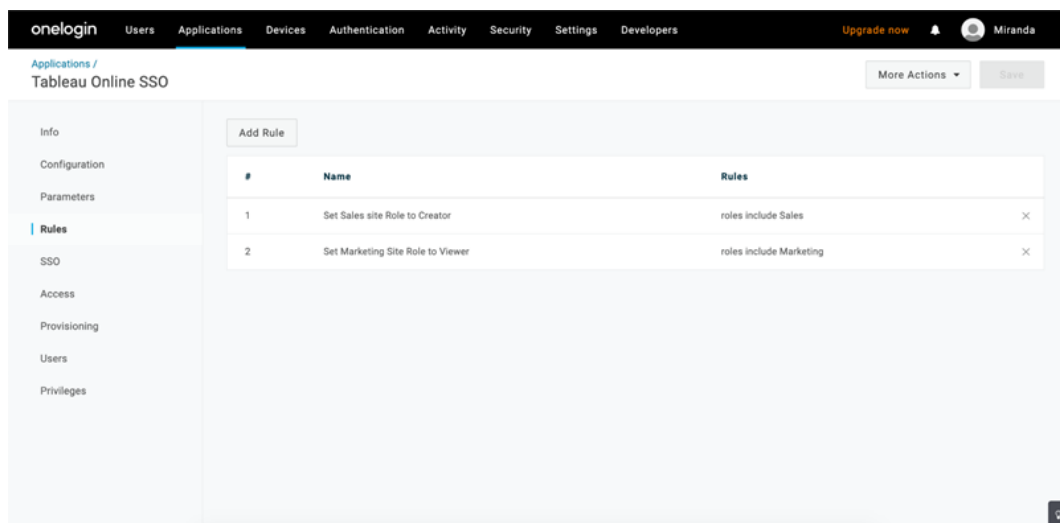 onelogin Users Applications Devices Authentication Activity Security Settings Developers Upgrade now Miranda
Applications /
Tableau Online SSO
More Actions Save
Info
Configuration
Parameters
Rules
SSO
Access
Provisioning
Users
Privileges
Add Rule
# Name Rules
1 Set Sales site Role to Creator roles include Sales
2 Set Marketing Site Role to Viewer roles include Marketing